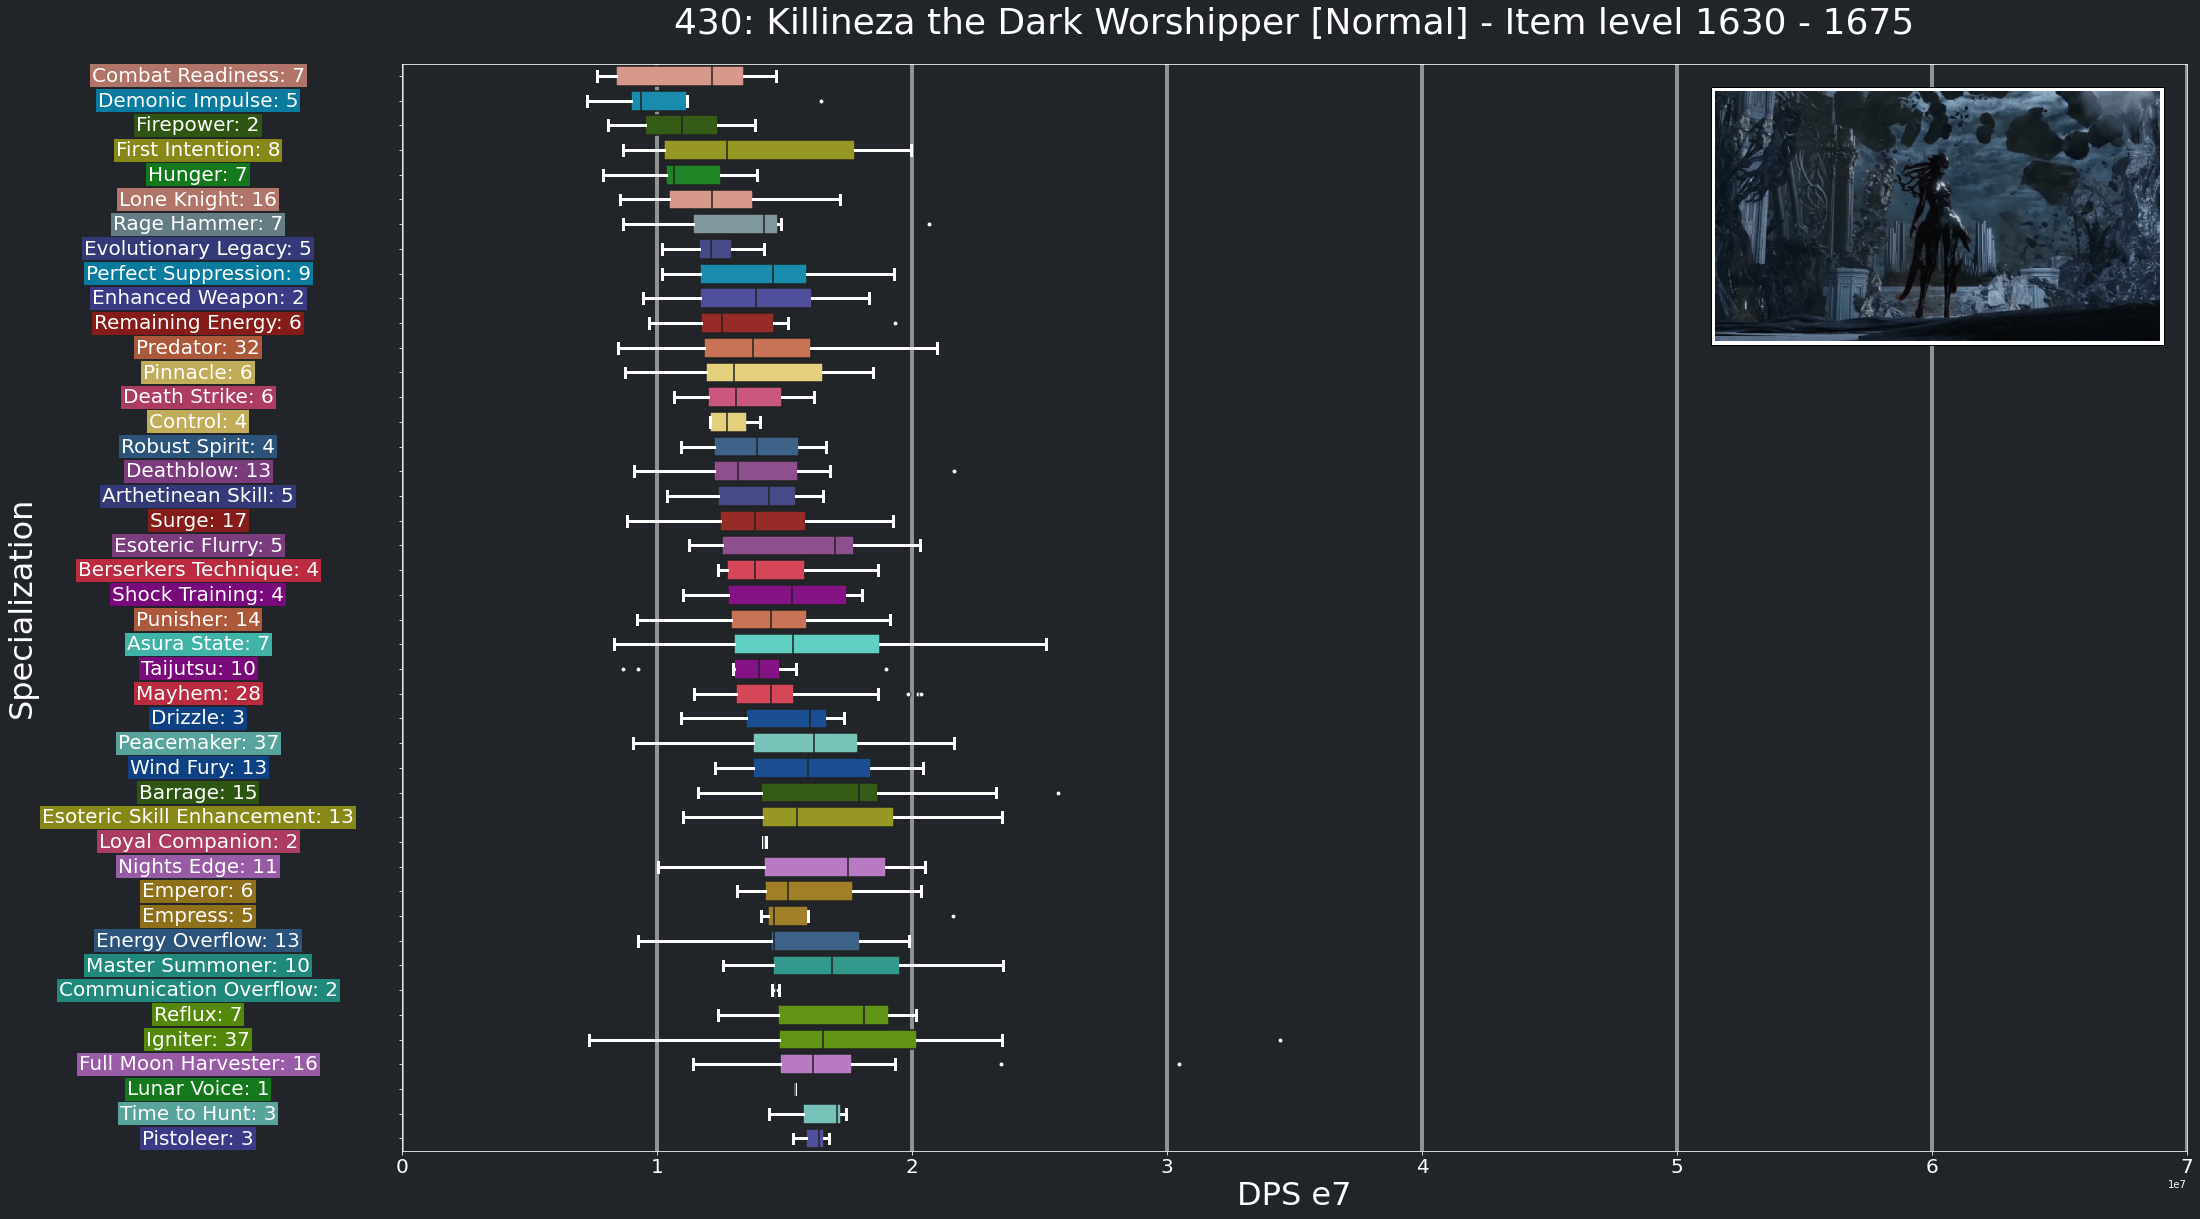 430: Killineza the Dark Worshipper [Normal] - Item level 1630 - 1675
Combat Readiness: 7
Demonic Impulse: 5
Firepower: 2
First Intention: 8
Hunger: 7
Lone Knight: 16
Rage Hammer: 7
Evolutionary Legacy: 5
Perfect Suppression: 9
Enhanced Weapon: 2
Remaining Energy: 6
Predator: 32
Pinnacle: 6
Death Strike: 6
Control: 4
Robust Spirit: 4
Deathblow: 13
Arthetinean Skill: 5
Surge: 17
Esoteric Flurry: 5
Berserkers Technique: 4
Shock Training: 4
Punisher: 14
Asura State: 7
Taijutsu: 10
Mayhem: 28
Drizzle: 3
Peacemaker: 37
Wind Fury: 13
Barrage: 15
Esoteric Skill Enhancement: 13
Loyal Companion: 2
Nights Edge: 11
Emperor: 6
Empress: 5
Energy Overflow: 13
Master Summoner: 10
Communication Overflow: 2
Reflux: 7
Igniter: 37
Full Moon Harvester: 16
Lunar Voice: 1
Time to Hunt: 3
Pistoleer: 3
Specialization
0 1 2 3 4 5 6 7
1e7
DPS e7